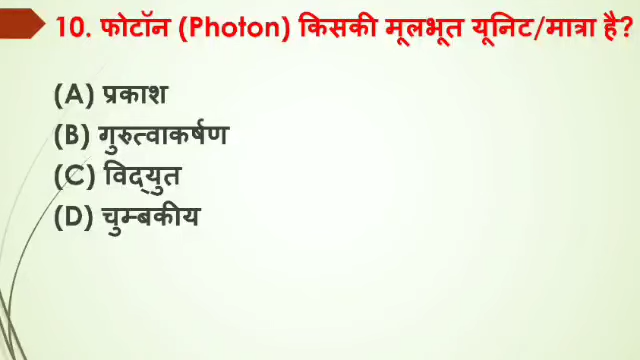 10. फोटॉन (Photon) किसकी मूलभूत यूनिट/मात्रा है?
(A) प्रकाश
(B) गुरुत्वाकर्षण
(C) विद्‌युत
(D) चुम्बकीय